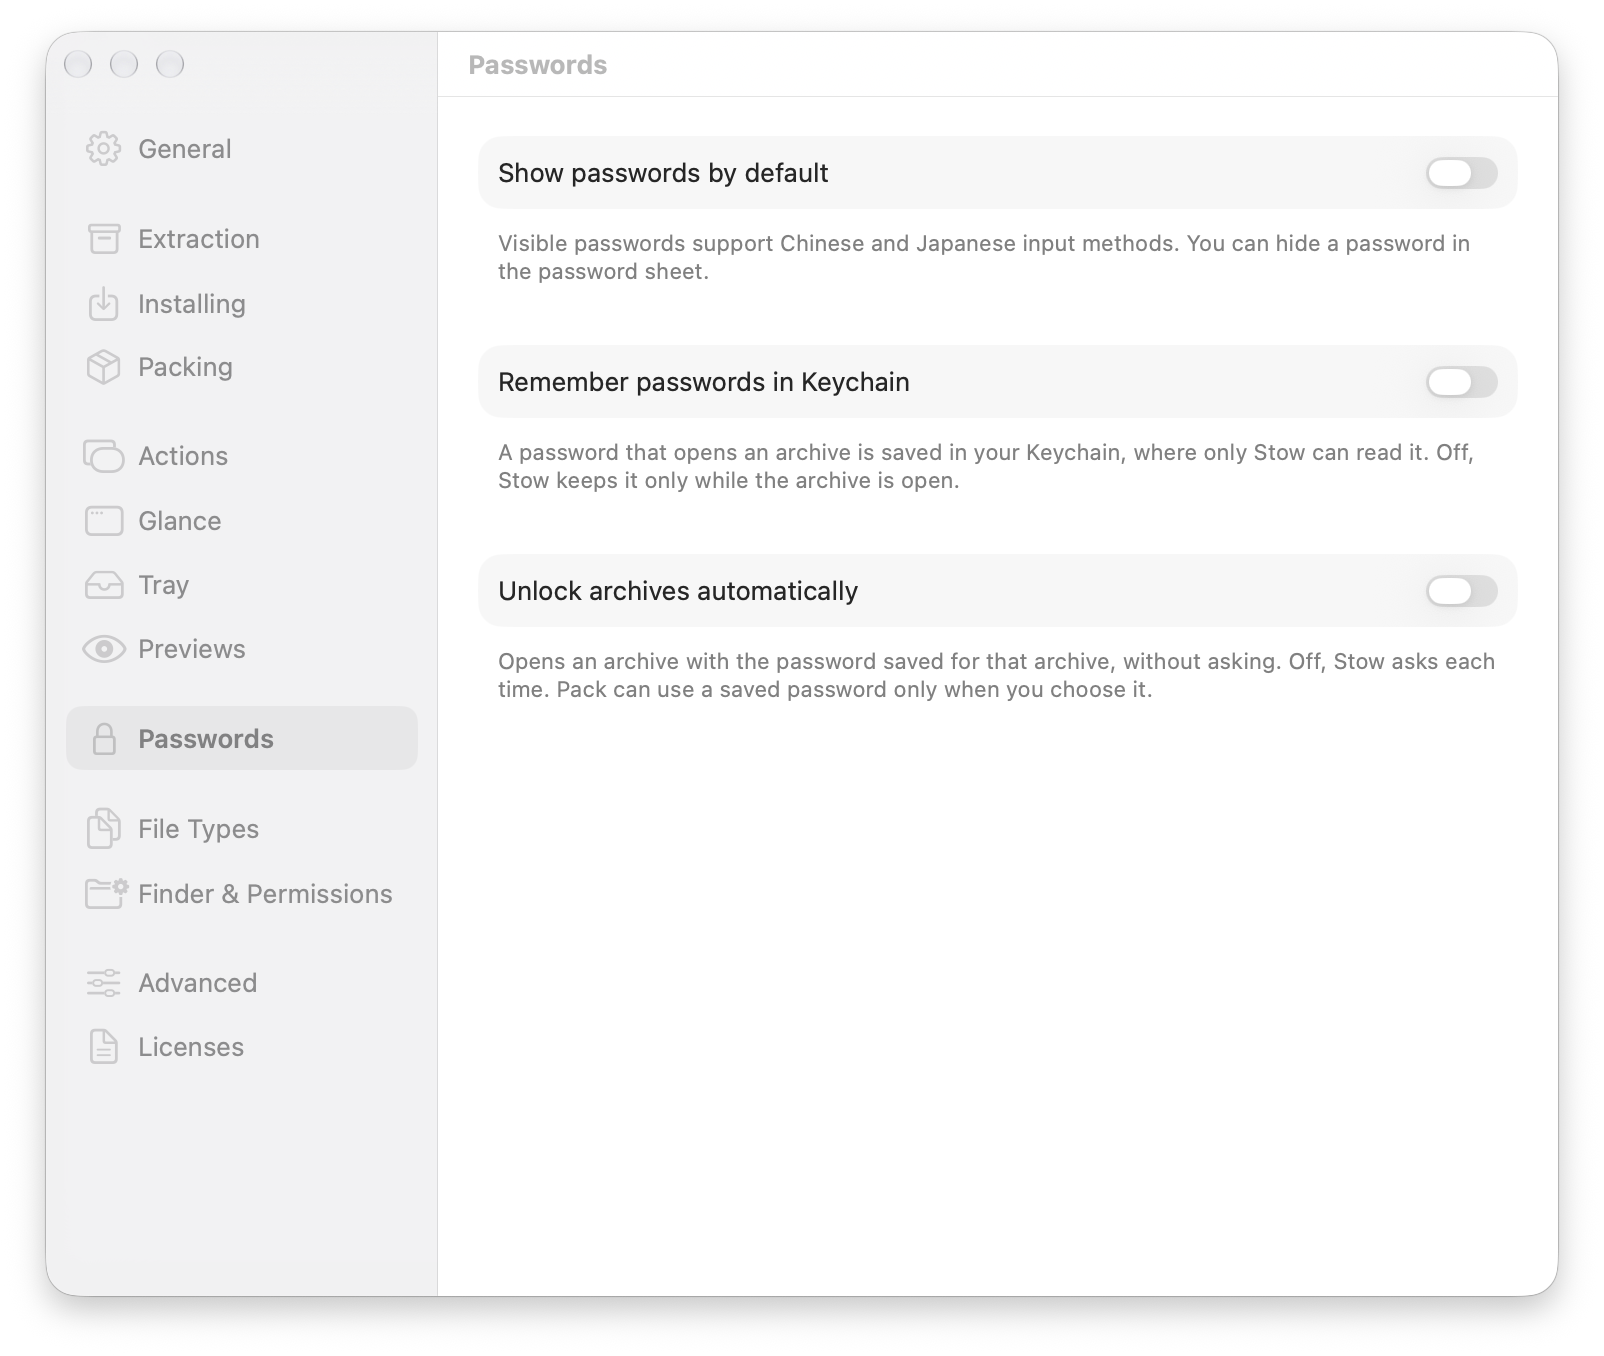 Passwords
General
Extraction
Installing
Packing
Actions
Glance
Tray
Previews
Passwords
File Types
Finder & Permissions
Advanced
Licenses
Show passwords by default
Visible passwords support Chinese and Japanese input methods. You can hide a password in
the password sheet.
Remember passwords in Keychain
A password that opens an archive is saved in your Keychain, where only Stow can read it. Off,
Stow keeps it only while the archive is open.
Unlock archives automatically
Opens an archive with the password saved for that archive, without asking. Off, Stow asks each
time. Pack can use a saved password only when you choose it.